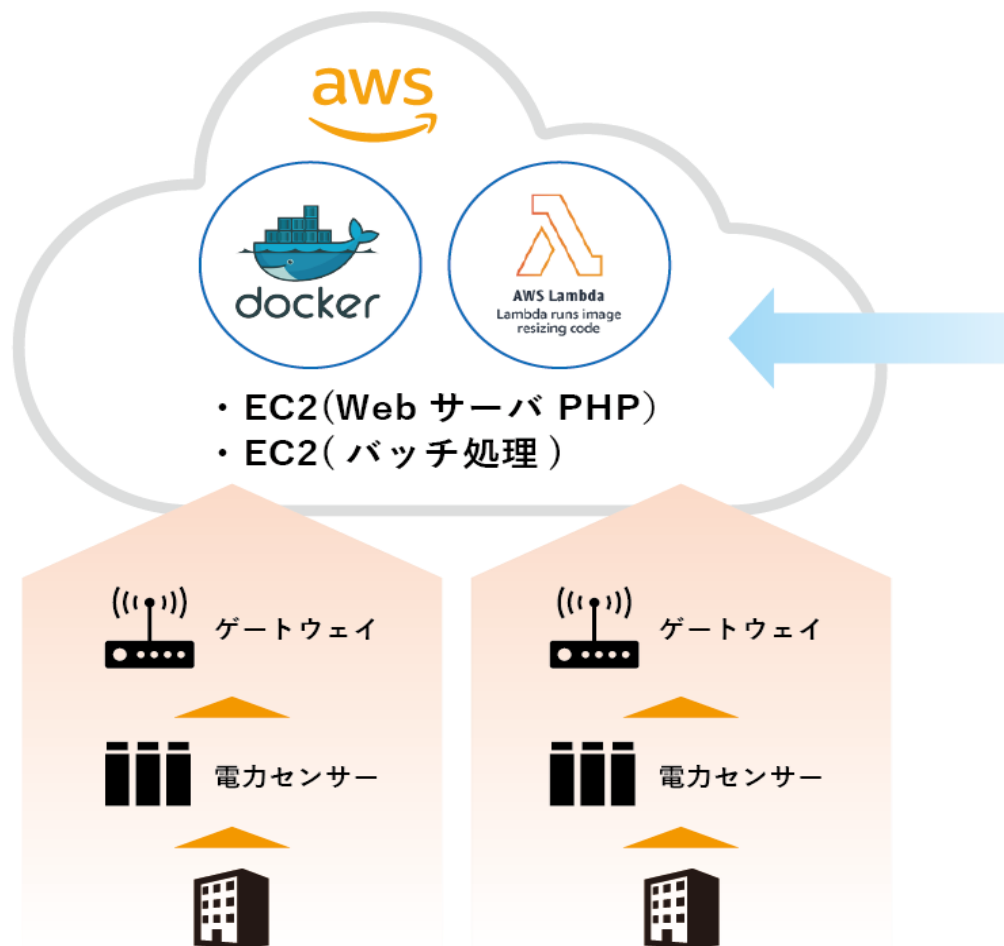 aws
docker
AWS Lambda
Lambda runs image
resizing code
・EC2(Web サーバ PHP)
・EC2( バッチ処理 )
ゲートウェイ
ゲートウェイ
電力センサー
電力センサー